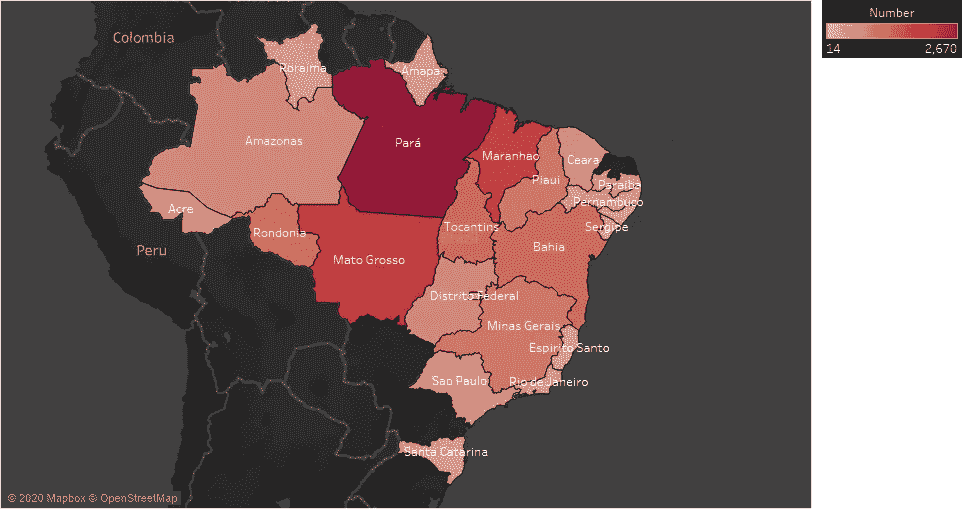 Number
14 2,670
Colombia
Roraima
Amapa
Amazonas
Pará
Maranhao
Ceara
Piaui
Paraiba
Pernambuco
Acre
Rondonia
Tocantins
Sergipe
Peru
Mato Grosso
Bahia
Distrito Federal
Minas Gerais
Espirito Santo
Sao Paulo
Rio de Janeiro
Santa Catarina
© 2020 Mapbox © OpenStreetMap